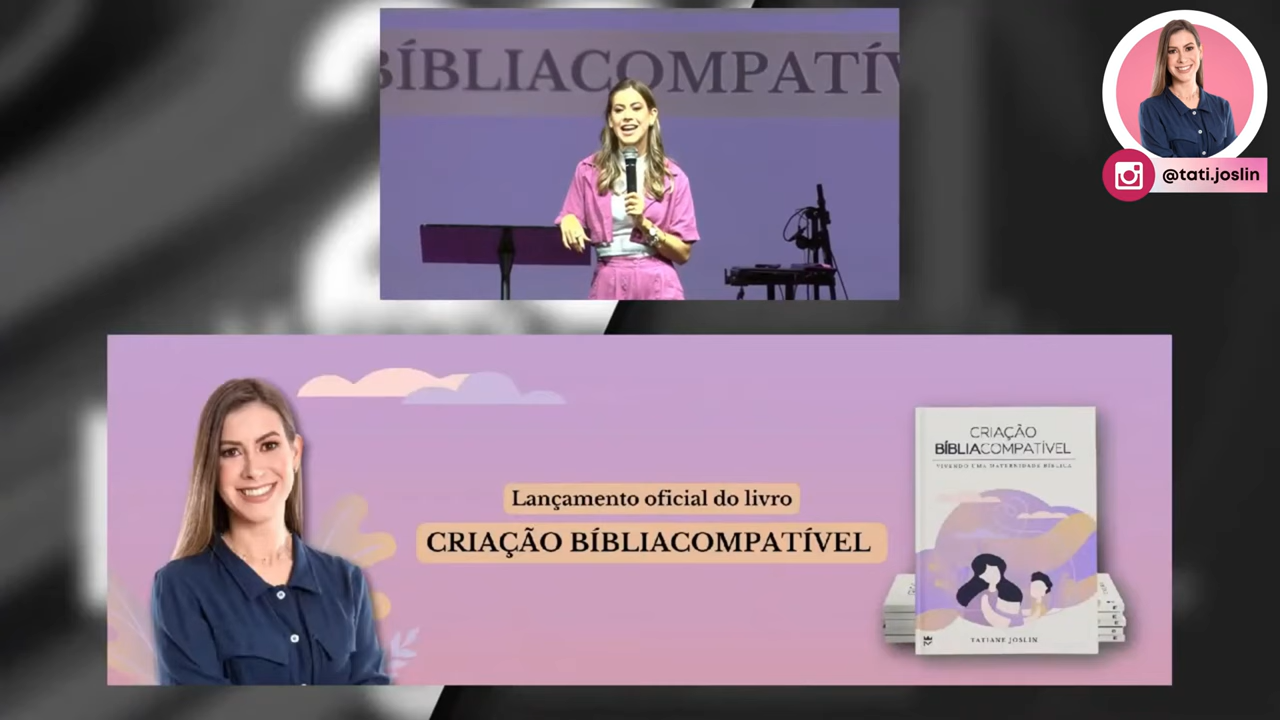 BÍBLIACOMPATÍV
@tati.joslin
Lançamento oficial do livro
CRIAÇÃO BÍBLIACOMPATÍVEL
CRIAÇÃO
BÍBLIACOMPATÍVEL
VIVENDO UMA MATERNIDADE BÍBLICA
TATIANE JOSLIN